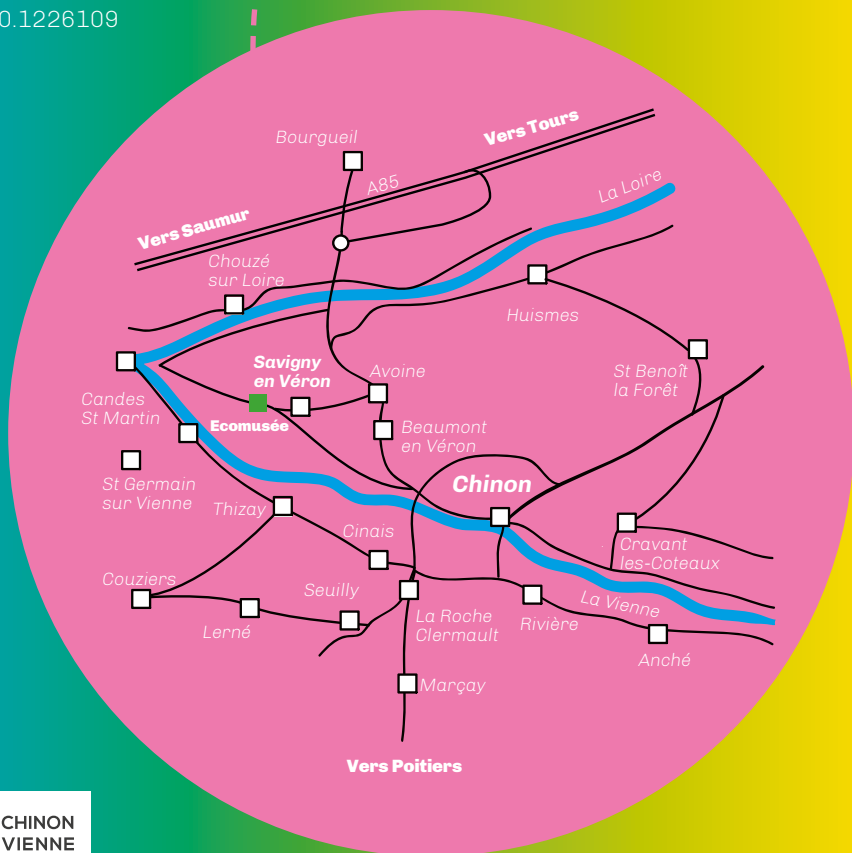 0.1226109
Vers Tours
Bourgueil
A85
La Loire
Vers Saumur
Chouzé
sur Loire
Huismes
Savigny
en Véron
Avoine
St Benoît
la Forêt
Candes
St Martin
Ecomusée
Beaumont
en Véron
Chinon
St Germain
sur Vienne
Thizay
Cinais
Cravant
les-Coteaux
Couziers
Seuilly
La Vienne
La Roche
Clermault
Rivière
Lerné
Anché
Marçay
Vers Poitiers
CHINON
VIENNE